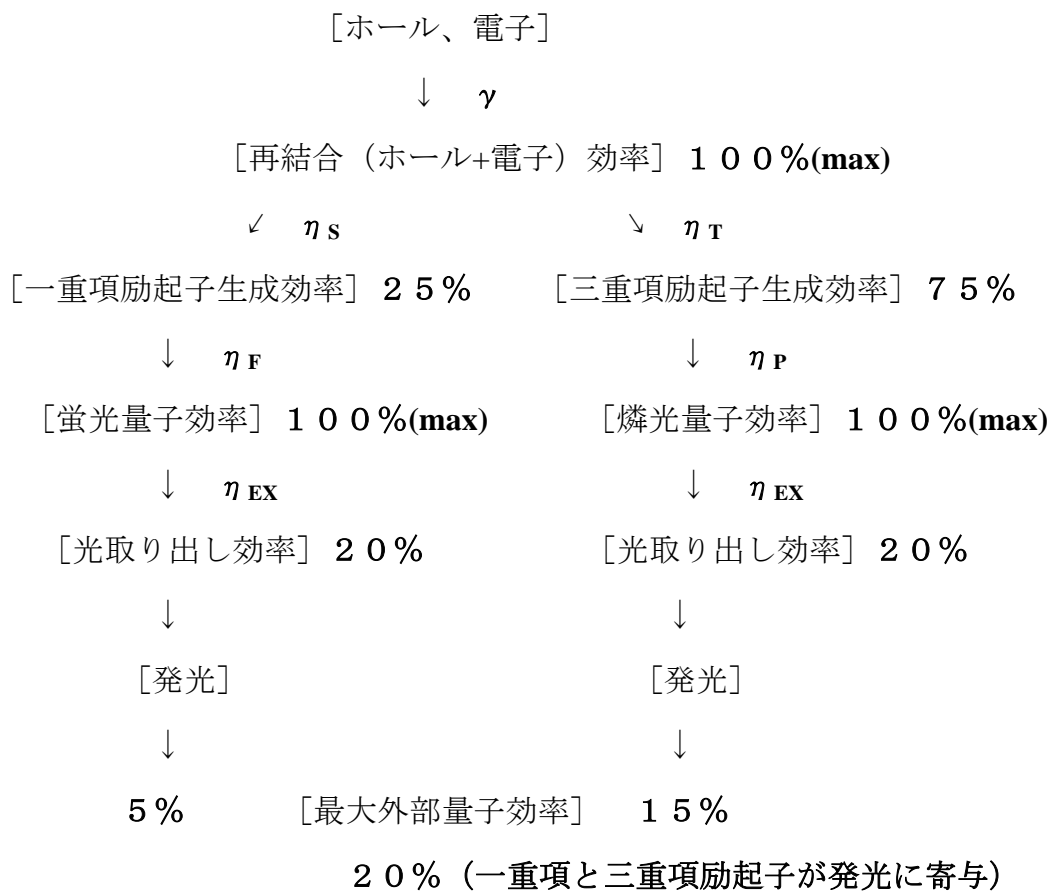 ［ホール、電子］
↓ γ
［再結合（ホール+電子）効率］１００％(max)
↙ η S ↘ η T
［一重項励起子生成効率］２５％ ［三重項励起子生成効率］７５％
↓ η F ↓ η P
［蛍光量子効率］１００％(max) ［燐光量子効率］１００％(max)
↓ η EX ↓ η EX
［光取り出し効率］２０％ ［光取り出し効率］２０％
↓ ↓
［発光］ ［発光］
↓ ↓
５％ ［最大外部量子効率］ １５％
２０％（一重項と三重項励起子が発光に寄与）